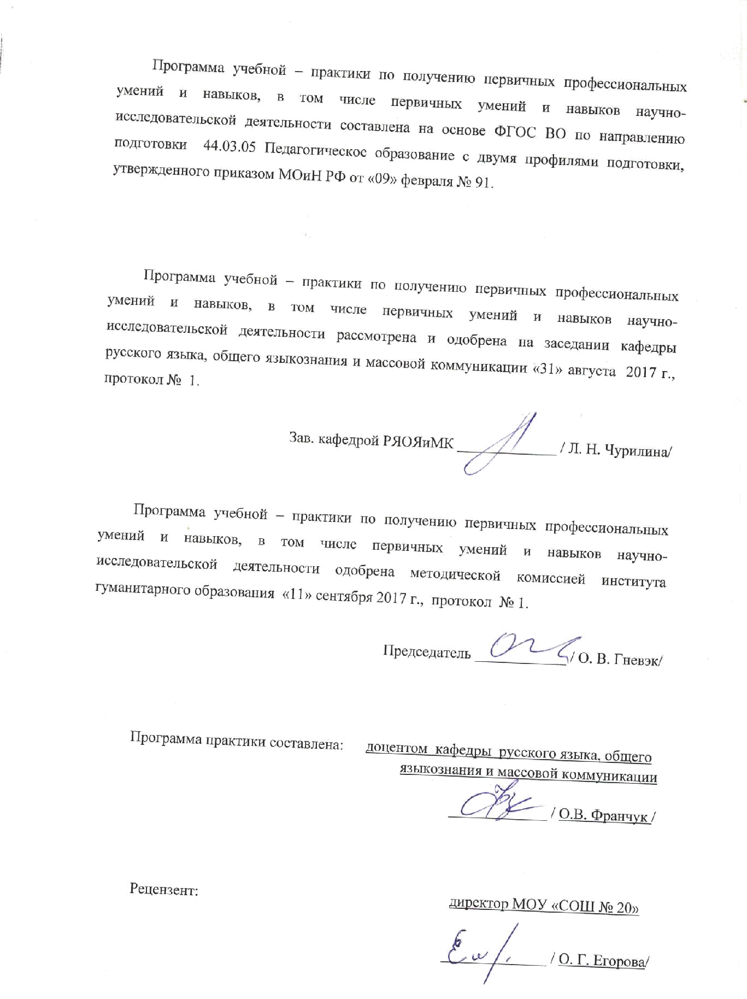 Программа учебной – практики по получению первичных профессиональных
умений и навыков, в том числе первичных умений и навыков научно-
исследовательской деятельности составлена на основе ФГОС ВО по направлению
подготовки 44.03.05 Педагогическое образование с двумя профилями подготовки,
утвержденного приказом МОиН РФ от «09» февраля № 91.
Программа учебной – практики по получению первичных профессиональных
умений и навыков, в том числе первичных умений и навыков научно-
исследовательской деятельности рассмотрена и одобрена на заседании кафедры
русского языка, общего языкознания и массовой коммуникации «31» августа 2017 г.,
протокол № 1.
Зав. кафедрой РЯОЯиМК ______________ / Л. Н. Чурилина/
Программа учебной – практики по получению первичных профессиональных
умений и навыков, в том числе первичных умений и навыков научно-
исследовательской деятельности одобрена методической комиссией института
гуманитарного образования «11» сентября 2017 г., протокол № 1.
Председатель _____________/ О. В. Гневэк/
Программа практики составлена: доцентом кафедры русского языка, общего
языкознания и массовой коммуникации
______________ / О.В. Франчук /
Рецензент:
директор МОУ «СОШ № 20»
_______________ / О. Г. Егорова/